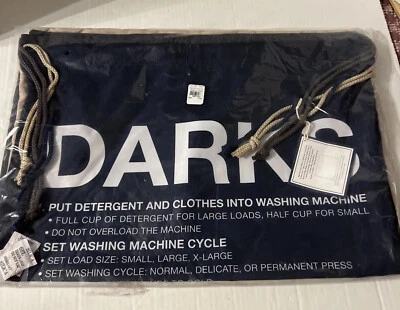 DARKS
PUT DETERGENT AND CLOTHES INTO WASHING MACHINE
• FULL CUP OF DETERGENT FOR LARGE LOADS, HALF CUP FOR SMALL
• DO NOT OVERLOAD THE MACHINE
SET WASHING MACHINE CYCLE
• SET LOAD SIZE: SMALL, LARGE, X-LARGE
• SET WASHING CYCLE: NORMAL, DELICATE, OR PERMANENT PRESS